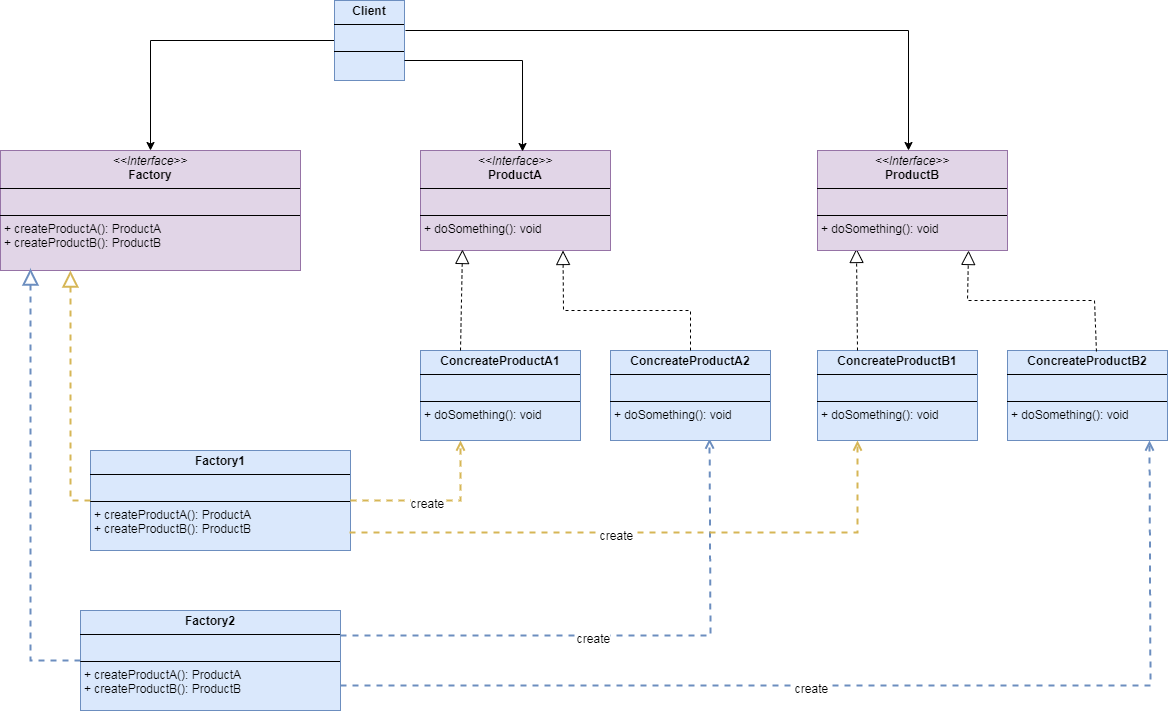 Client
<<Interface>>
Factory
+ createProductA(): ProductA
+ createProductB(): ProductB
<<Interface>>
ProductA
+ doSomething(): void
<<Interface>>
ProductB
+ doSomething(): void
ConcreateProductA1
+ doSomething(): void
ConcreateProductA2
+ doSomething(): void
ConcreateProductB1
+ doSomething(): void
ConcreateProductB2
+ doSomething(): void
Factory1
+ createProductA(): ProductA
+ createProductB(): ProductB
create
create
Factory2
+ createProductA(): ProductA
+ createProductB(): ProductB
create
create